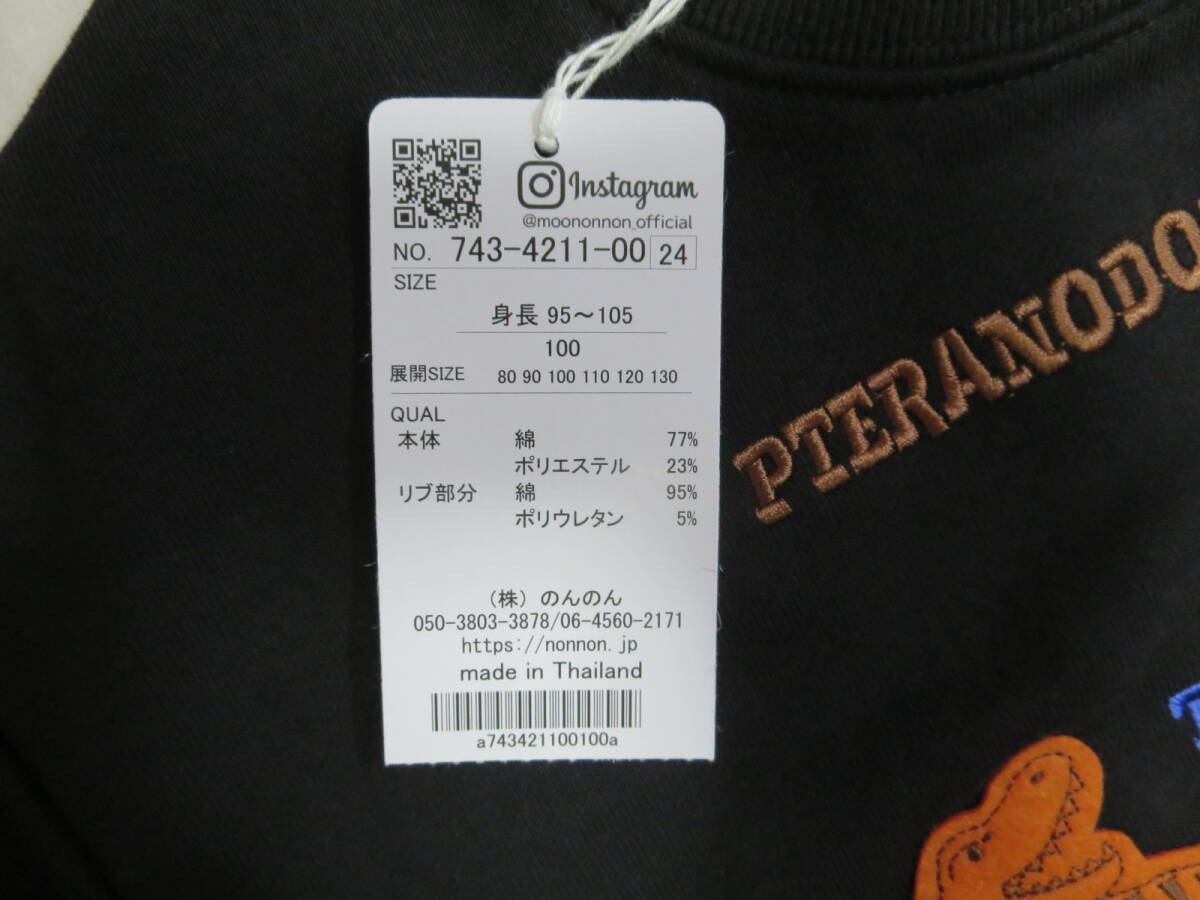 Instagram
@moononnon_official
NO. 743-4211-00 24
SIZE
身長 95～105
100
展開SIZE 80 90 100 110 120 130
QUAL
本体 綿 77%
ポリエステル 23%
リブ部分 綿 95%
ポリウレタン 5%
（株）のんのん
050-3803-3878/06-4560-2171
https://nonnon.jp
made in Thailand
a743421100100a
PTERANODO